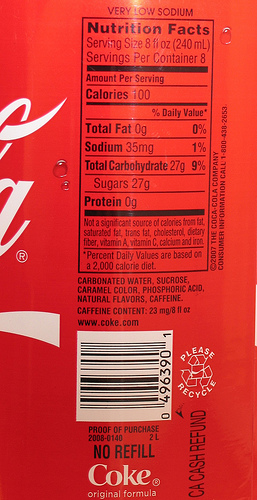 VERY LOW SODIUM
Nutrition Facts
Serving Size 8 fl oz (240 mL)
Servings Per Container 8
Amount Per Serving
Calories 100
% Daily Value*
Total Fat 0g 0%
Sodium 35mg 1%
Total Carbohydrate 27g 9%
Sugars 27g
Protein 0g
Not a significant source of calories from fat,
saturated fat, trans fat, cholesterol, dietary
fiber, vitamin A, vitamin C, calcium and iron.
*Percent Daily Values are based on
a 2,000 calorie diet.
©2007 THE COCA-COLA COMPANY
CONSUMER INFORMATION CALL 1-800-438-2653
CARBONATED WATER, SUCROSE,
CARAMEL COLOR, PHOSPHORIC ACID,
NATURAL FLAVORS, CAFFEINE.
CAFFEINE CONTENT: 23 mg/8 fl oz
www.coke.com
0 496390 1
PLEASE
RECYCLE
CA CASH REFUND
PROOF OF PURCHASE
2008-0140 2 L
NO REFILL
Coke®
original formula
a
®